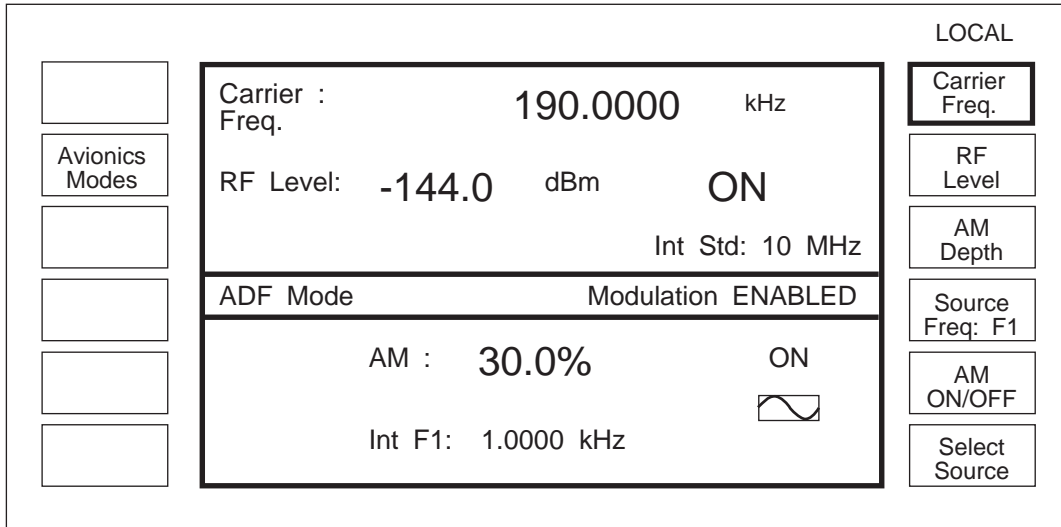 LOCAL
Avionics
Modes
Carrier :
Freq.
190.0000 kHz
RF Level: -144.0 dBm ON
Int Std: 10 MHz
ADF Mode Modulation ENABLED
AM : 30.0% ON
Int F1: 1.0000 kHz
Carrier
Freq.
RF
Level
AM
Depth
Source
Freq: F1
AM
ON/OFF
Select
Source